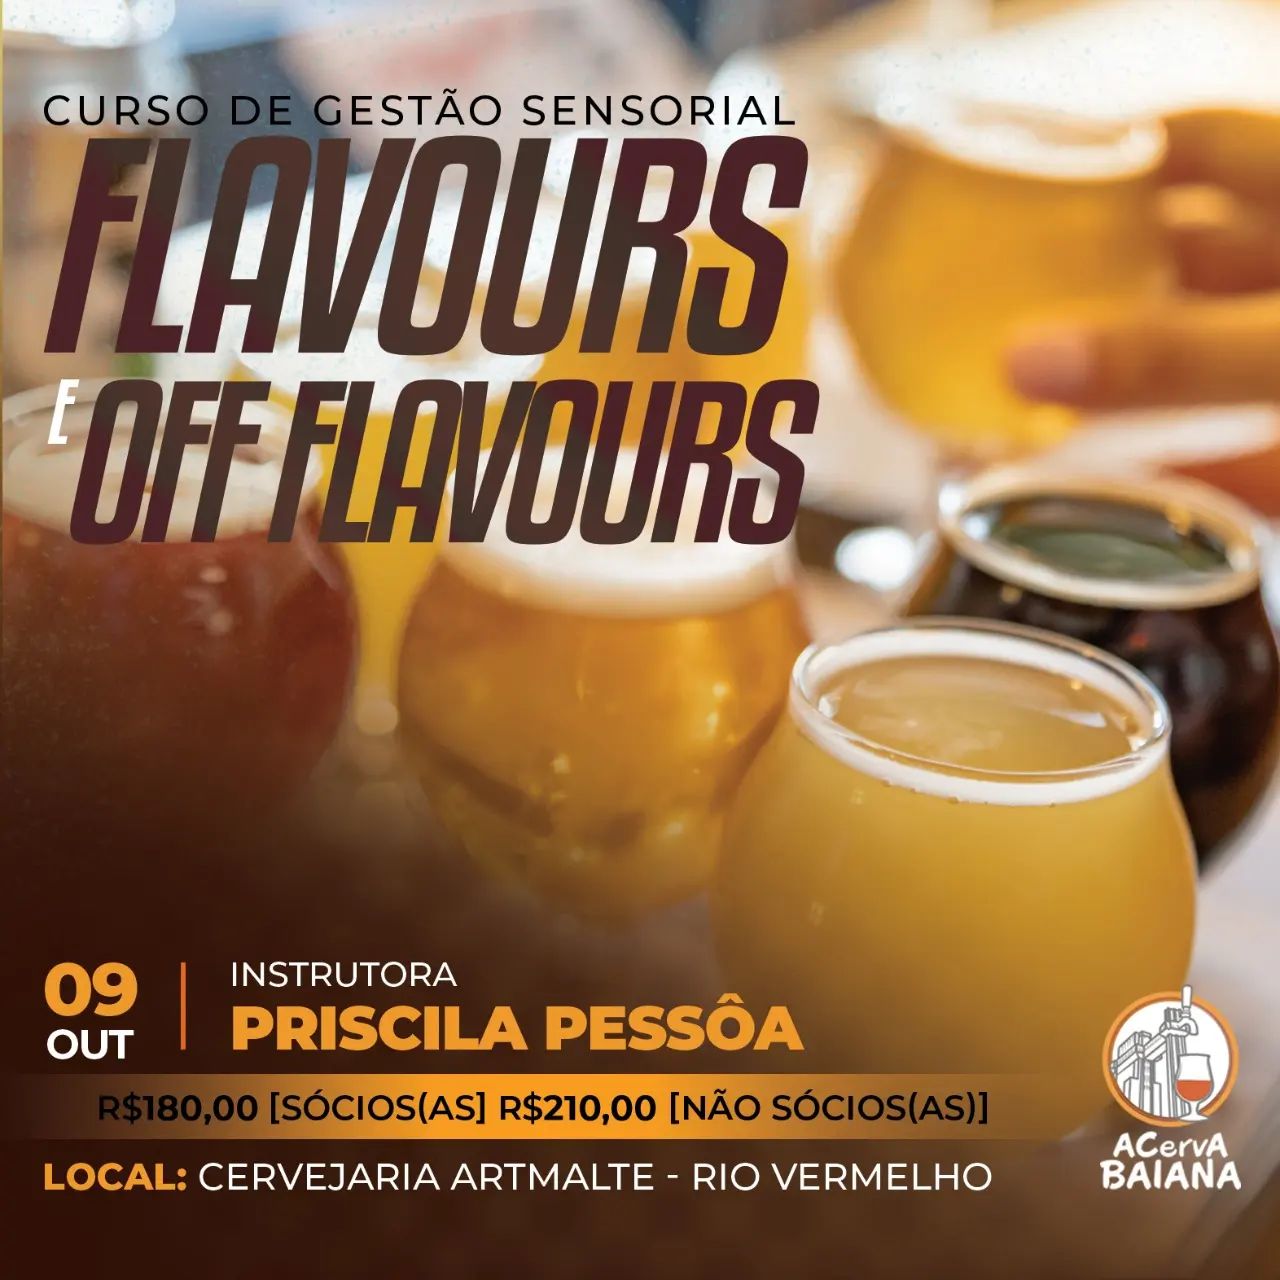 CURSO DE GESTÃO SENSORIAL
FLAVOURS
E OFF FLAVOURS
09
OUT
INSTRUTORA
PRISCILA PESSÔA
R$180,00 [SÓCIOS(AS] R$210,00 [NÃO SÓCIOS(AS)]
LOCAL: CERVEJARIA ARTMALTE - RIO VERMELHO
ACervA
BAIANA